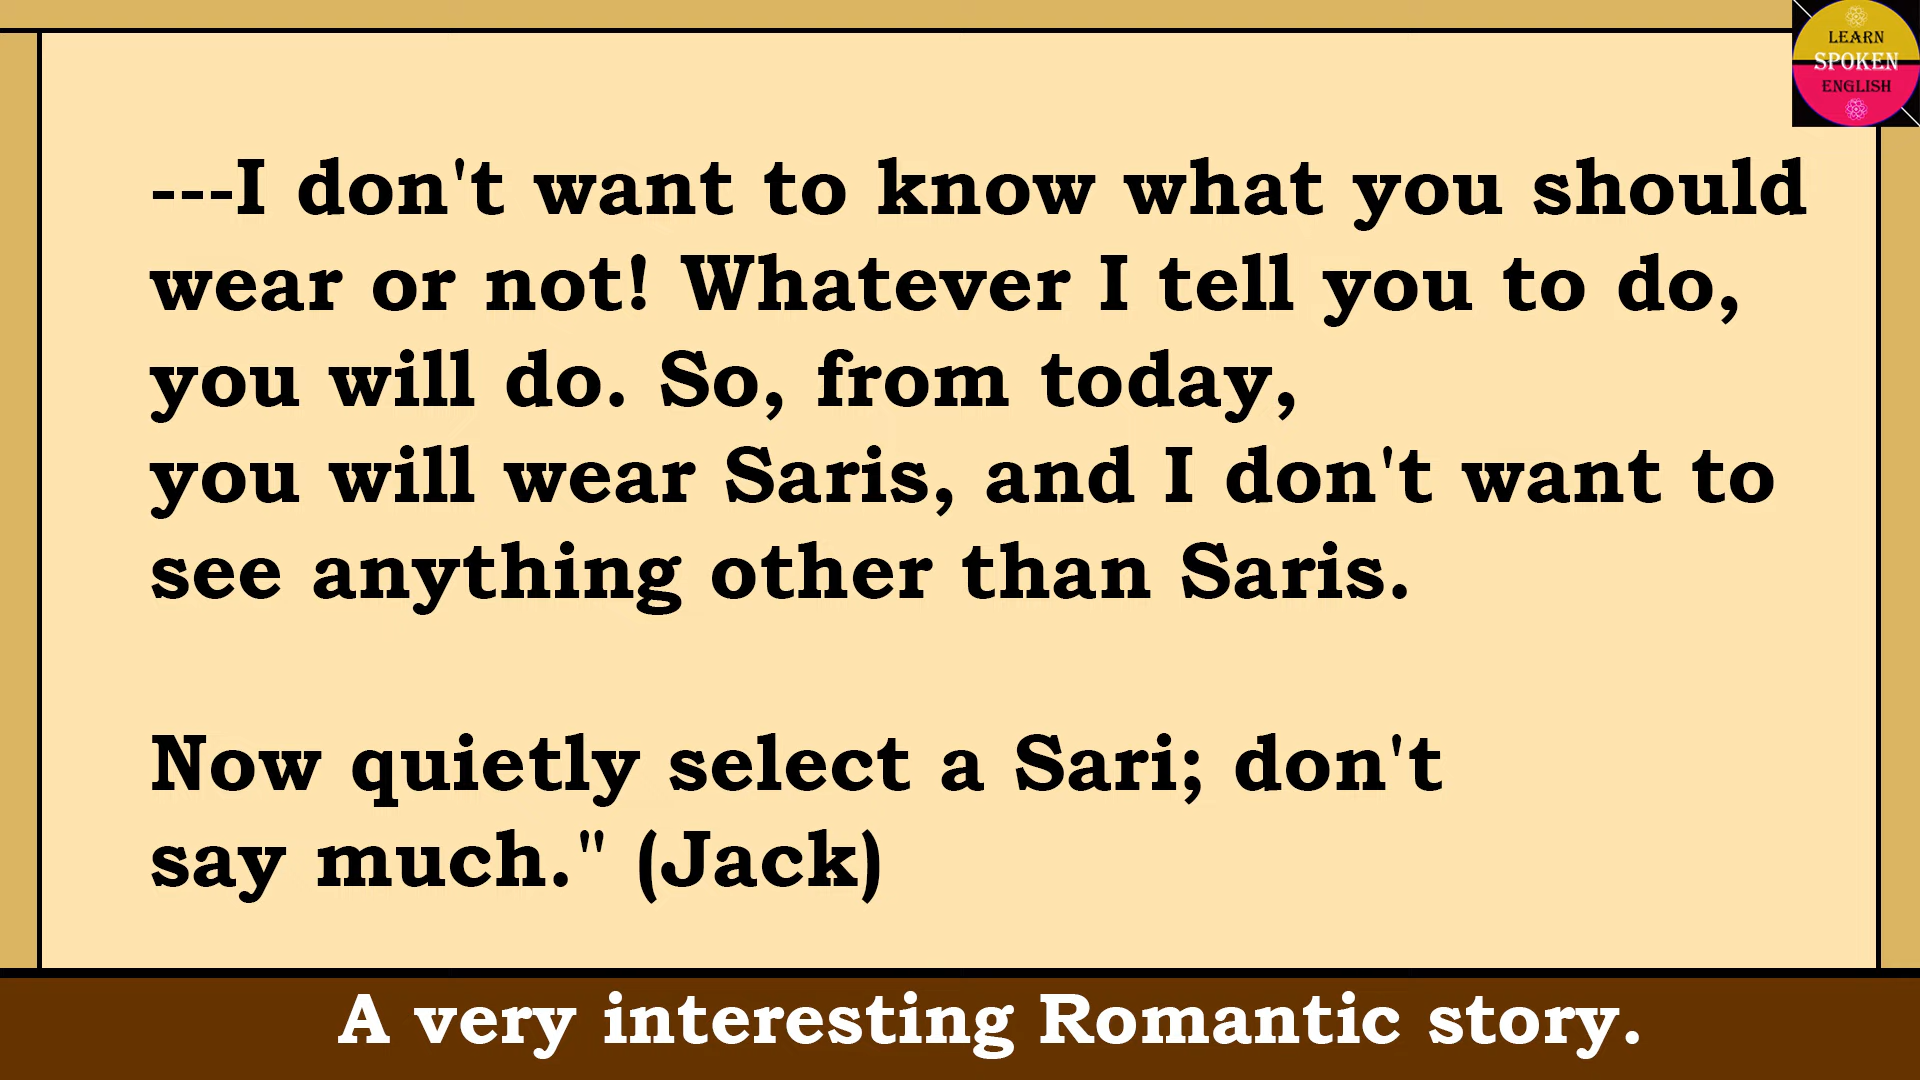 LEARN
SPOKEN
ENGLISH
---I don't want to know what you should
wear or not! Whatever I tell you to do,
you will do. So, from today,
you will wear Saris, and I don't want to
see anything other than Saris.
Now quietly select a Sari; don't
say much." (Jack)
A very interesting Romantic story.